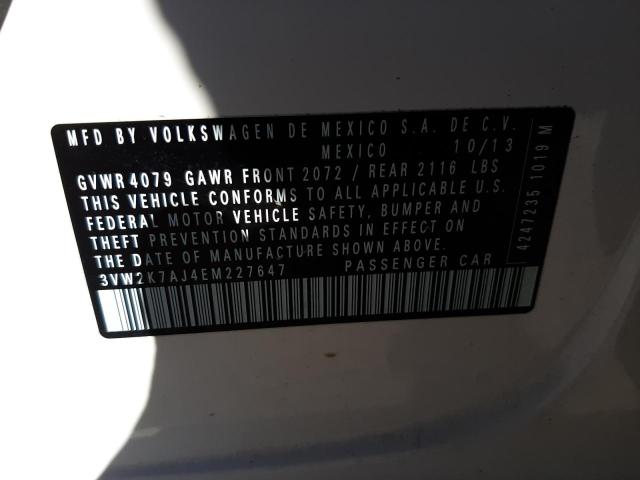 MFD BY VOLKSWAGEN DE MEXICO S.A. DE C.V.
MEXICO 10/13
GVWR 4079 GAWR FRONT 2072 / REAR 2116 LBS
THIS VEHICLE CONFORMS TO ALL APPLICABLE U.S.
FEDERAL MOTOR VEHICLE SAFETY, BUMPER AND
THEFT PREVENTION STANDARDS IN EFFECT ON
THE DATE OF MANUFACTURE SHOWN ABOVE.
3VW2K7AJ4EM227647 PASSENGER CAR
4247235 1019 M